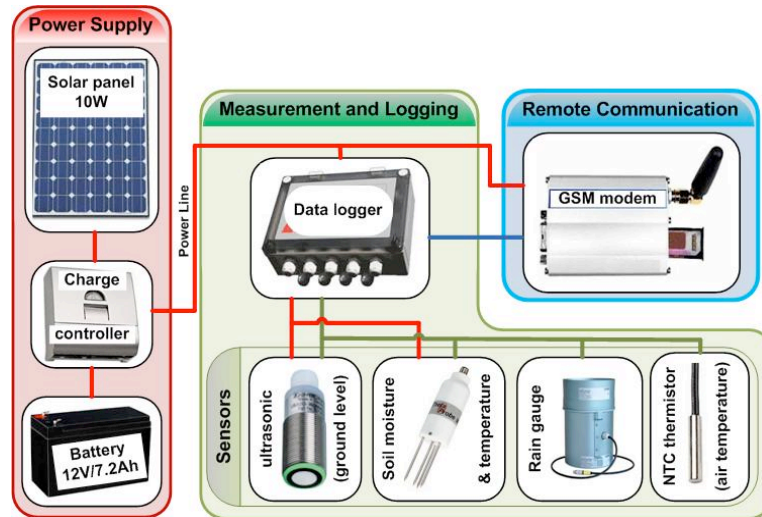 Power Supply
Solar panel
10W
Charge
controller
Battery
12V/7.2Ah
Power Line
Measurement and Logging
Data logger
Remote Communication
GSM modem
Sensors
ultrasonic
(ground level)
Soil moisture
& temperature
Rain gauge
NTC thermistor
(air temperature)